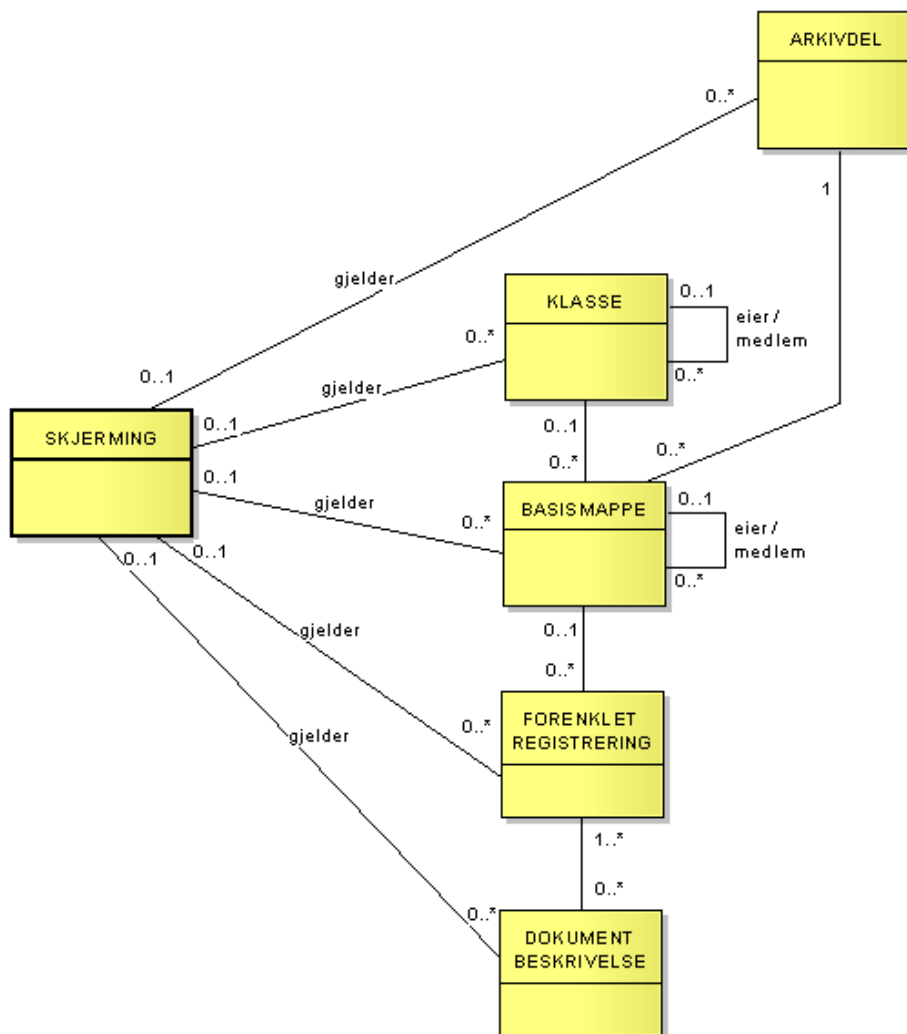 ARKIVDEL
0..*
1
gjelder
KLASSE
0..1
eier/
medlem
0..*
0..*
gjelder
0..1
0..1
0..1
0..*
0..*
SKJERMING
0..1
gjelder
0..*
BASISMAPPE
0..1
eier/
medlem
0..*
0..1
0..1
0..1
0..*
gjelder
0..*
FORENKLET
REGISTRERING
gjelder
1..*
0..*
0..*
DOKUMENT
BESKRIVELSE